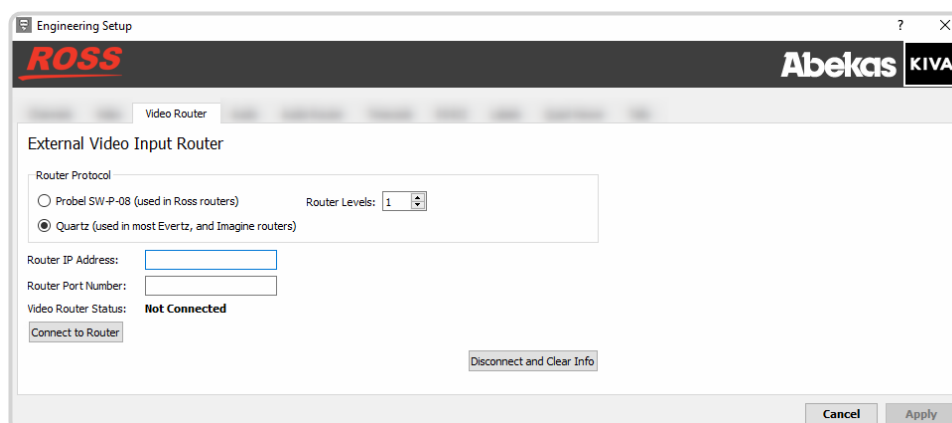 Engineering Setup ?
ROSS Abekas KIVA
Video Router
External Video Input Router
Router Protocol
Probel SW-P-08 (used in Ross routers) Router Levels: 1
Quartz (used in most Evertz, and Imagine routers)
Router IP Address:
Router Port Number:
Video Router Status: Not Connected
Connect to Router
Disconnect and Clear Info
Cancel Apply